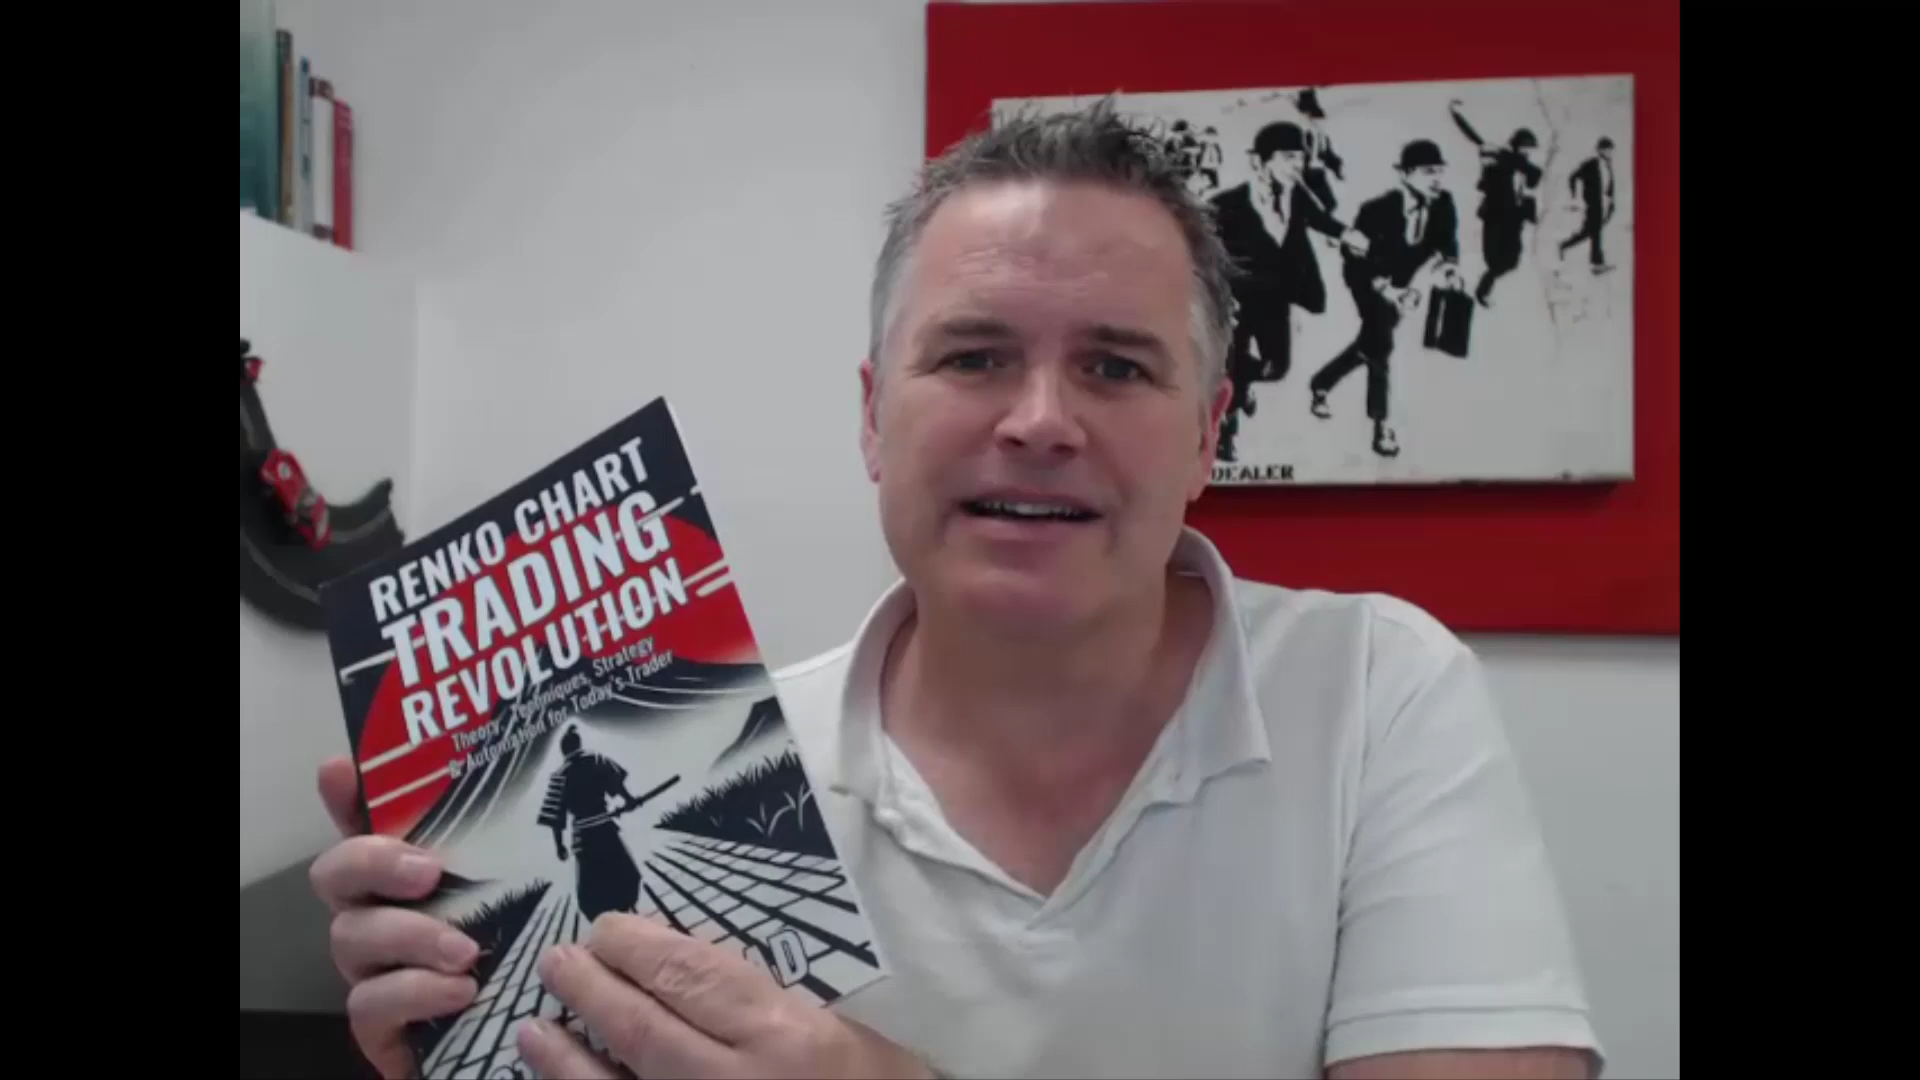 RENKO CHART
TRADING
REVOLUTION
Theory, Techniques, Strategy
& Automation for Today's Trader
DEALER